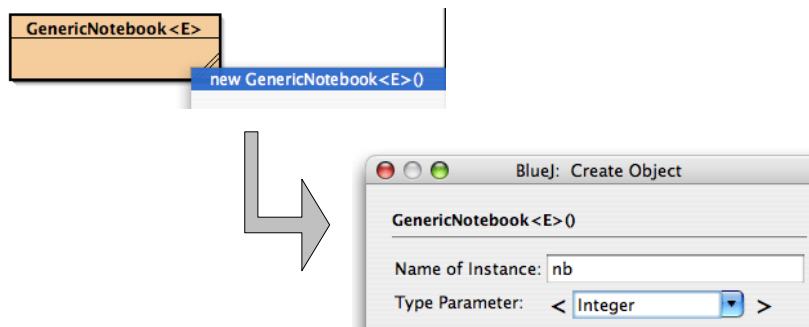 GenericNotebook<E>
new GenericNotebook<E>()
BlueJ: Create Object
GenericNotebook<E>()
Name of Instance: nb
Type Parameter: < Integer >